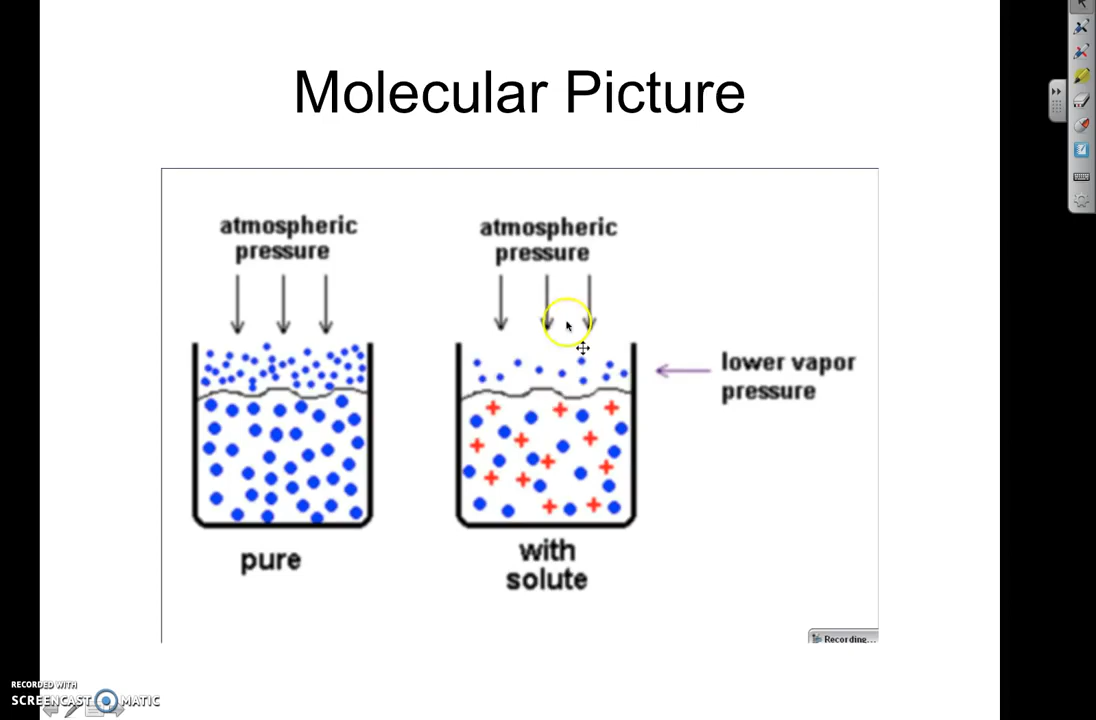 Molecular Picture
atmospheric
pressure
atmospheric
pressure
lower vapor
pressure
pure
with
solute
Recording...
RECORDED WITH
SCREENCAST MATIC